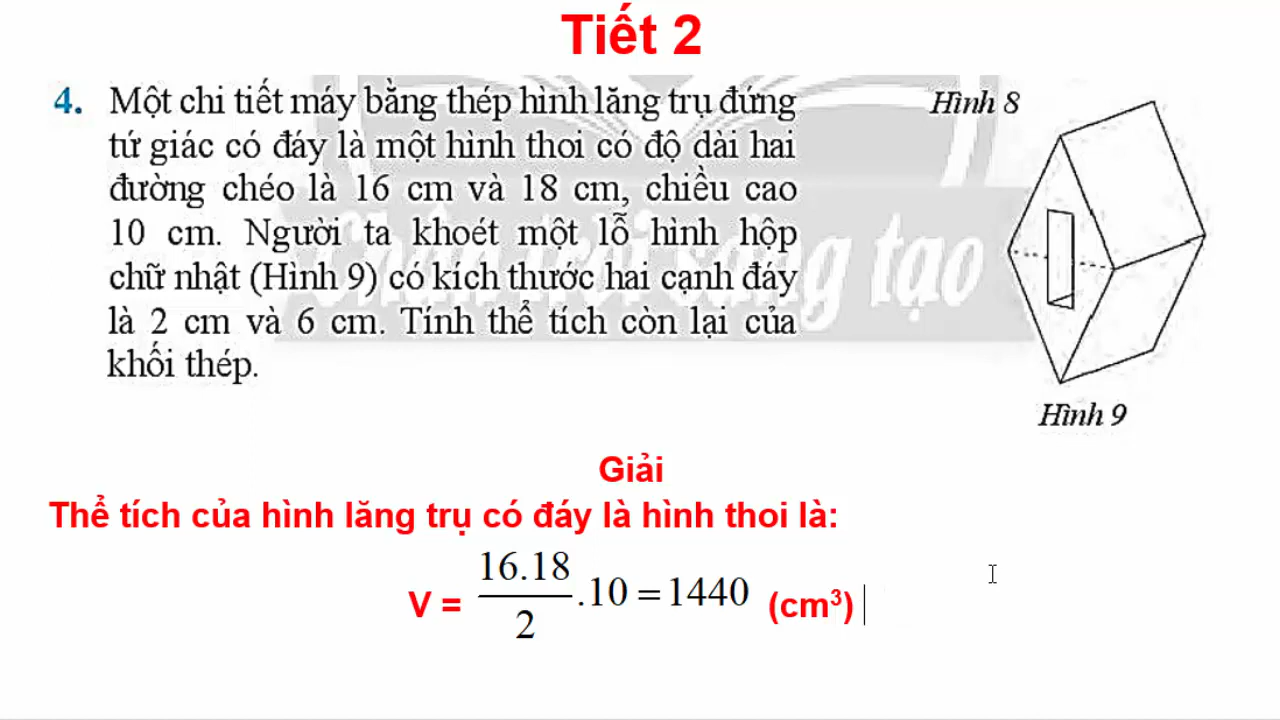 Tiết 2
4. Một chi tiết máy bằng thép hình lăng trụ đứng
tứ giác có đáy là một hình thoi có độ dài hai
đường chéo là 16 cm và 18 cm, chiều cao
10 cm. Người ta khoét một lỗ hình hộp
chữ nhật (Hình 9) có kích thước hai cạnh đáy
là 2 cm và 6 cm. Tính thể tích còn lại của
khối thép.
Hình 8
Chân trời sáng tạo
Hình 9
Giải
Thể tích của hình lăng trụ có đáy là hình thoi là:
V = 16.18/2 .10 = 1440 (cm³)